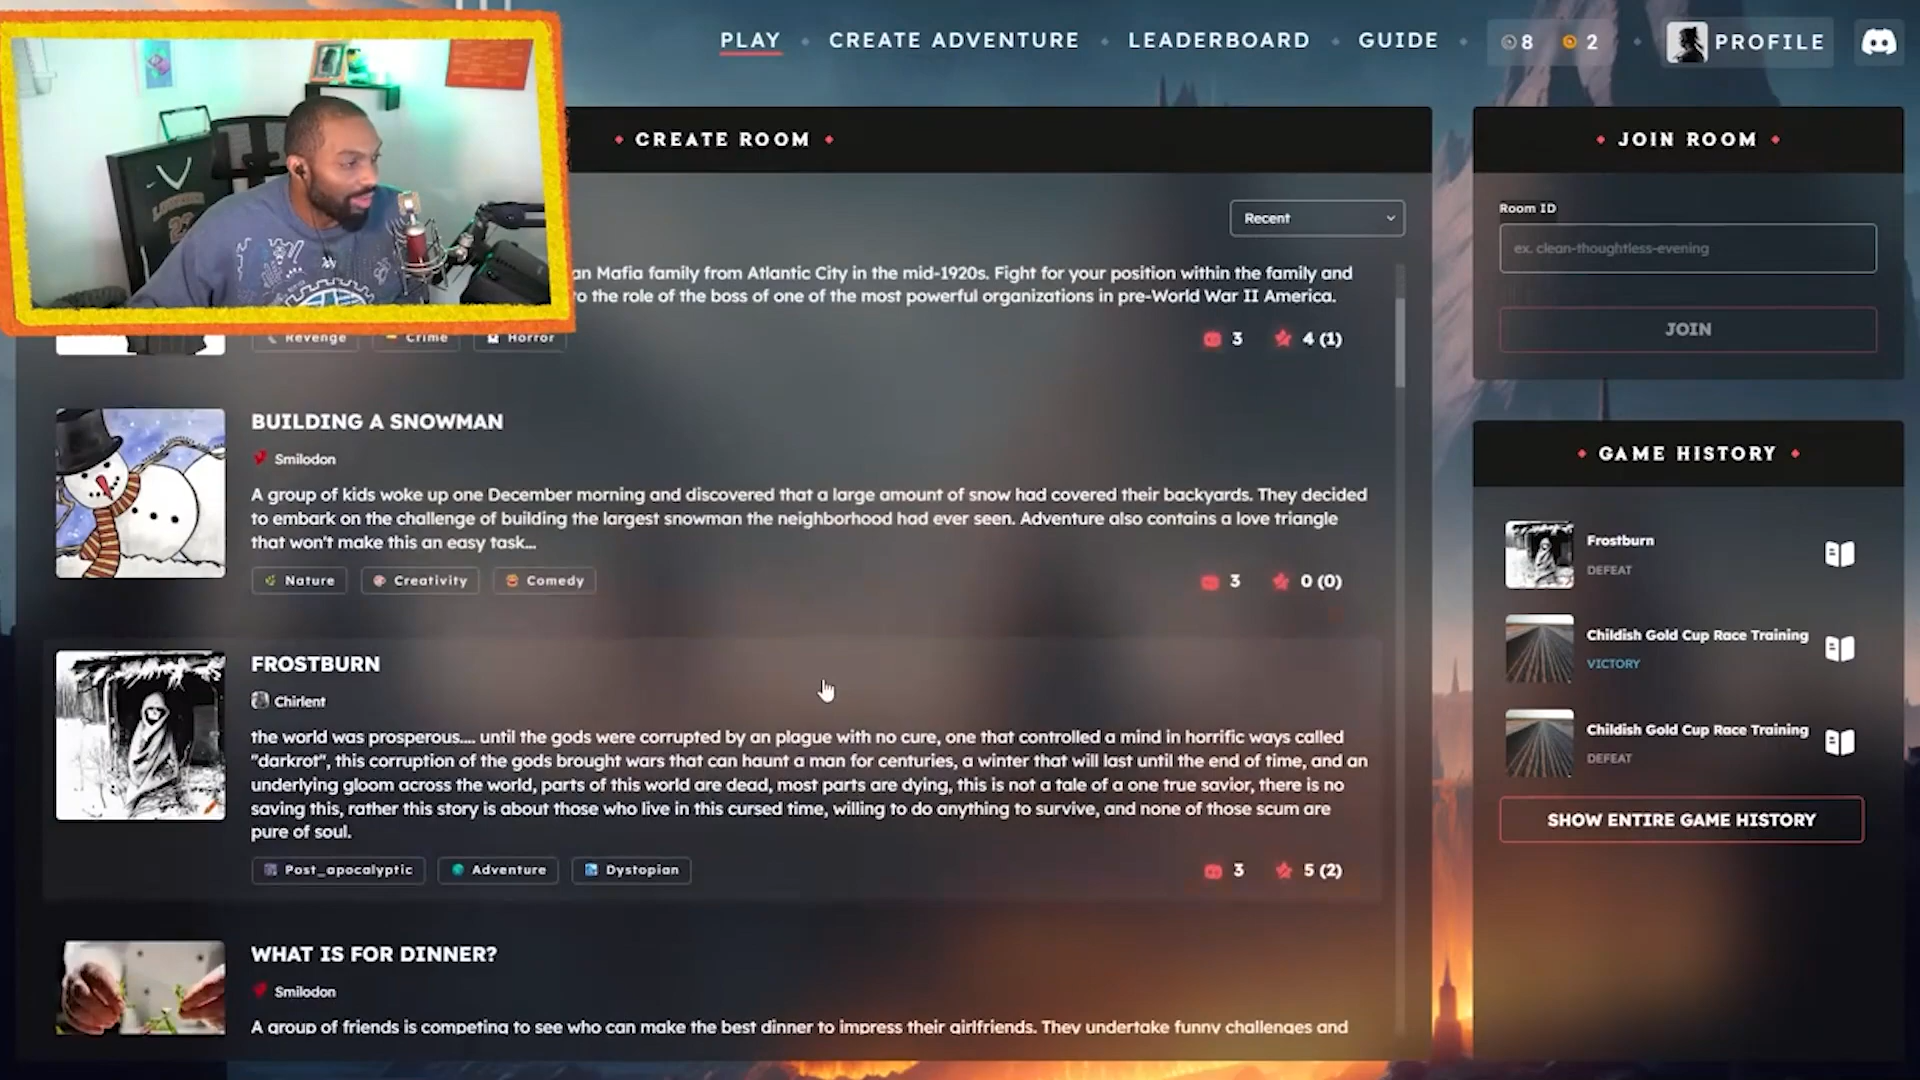 PLAY
CREATE ADVENTURE
LEADERBOARD
GUIDE
8
2
PROFILE
CREATE ROOM
Recent
an Mafia family from Atlantic City in the mid-1920s. Fight for your position within the family and
to the role of the boss of one of the most powerful organizations in pre-World War II America.
Revenge
Crime
Horror
3
4 (1)
BUILDING A SNOWMAN
Smilodon
A group of kids woke up one December morning and discovered that a large amount of snow had covered their backyards. They decided
to embark on the challenge of building the largest snowman the neighborhood had ever seen. Adventure also contains a love triangle
that won't make this an easy task...
Nature
Creativity
Comedy
3
0 (0)
FROSTBURN
Chirlent
the world was prosperous.... until the gods were corrupted by an plague with no cure, one that controlled a mind in horrific ways called
"darkrot", this corruption of the gods brought wars that can haunt a man for centuries, a winter that will last until the end of time, and an
underlying gloom across the world, parts of this world are dead, most parts are dying, this is not a tale of a one true savior, there is no
saving this, rather this story is about those who live in this cursed time, willing to do anything to survive, and none of those scum are
pure of soul.
Post_apocalyptic
Adventure
Dystopian
3
5 (2)
WHAT IS FOR DINNER?
Smilodon
A group of friends is competing to see who can make the best dinner to impress their girlfriends. They undertake funny challenges and
JOIN ROOM
Room ID
ex. clean-thoughtless-evening
JOIN
GAME HISTORY
Frostburn
DEFEAT
Childish Gold Cup Race Training
VICTORY
Childish Gold Cup Race Training
DEFEAT
SHOW ENTIRE GAME HISTORY